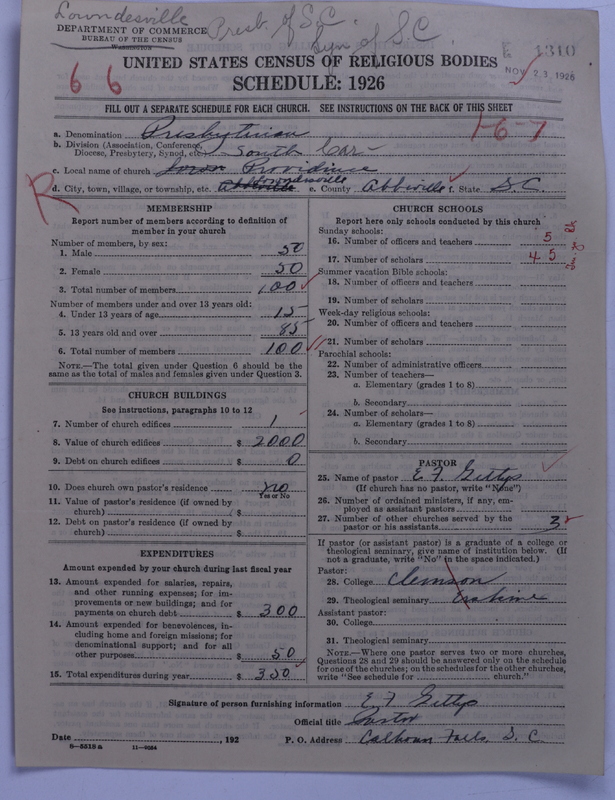 Lowndesville
Presb. of S.C.
Syn. of S.C.
DEPARTMENT OF COMMERCE
BUREAU OF THE CENSUS
WASHINGTON
E 1310
NOV 23 1926
6 6
UNITED STATES CENSUS OF RELIGIOUS BODIES
SCHEDULE: 1926
FILL OUT A SEPARATE SCHEDULE FOR EACH CHURCH. SEE INSTRUCTIONS ON THE BACK OF THIS SHEET
1-6-1
a. Denomination Presbyterian
b. Division (Association, Conference, Diocese, Presbytery, Synod, etc.) South Car-
c. Local name of church Providence
d. City, town, village, or township, etc. Lowndesville e. County Abbeville f. State S.C.
R
MEMBERSHIP
Report number of members according to definition of
member in your church
Number of members, by sex:
1. Male 50
2. Female 50
3. Total number of members 100
Number of members under and over 13 years old:
4. Under 13 years of age 15
5. 13 years old and over 85
6. Total number of members 100
NOTE.—The total given under Question 6 should be
same as the total of males and females given under Question 3.
CHURCH BUILDINGS
See instructions, paragraphs 10 to 12
7. Number of church edifices 1
8. Value of church edifices $ 2000
9. Debt on church edifices $ 0
10. Does church own pastor's residence no
Yes or No
11. Value of pastor's residence (if owned by
church) $
12. Debt on pastor's residence (if owned by
church) $
EXPENDITURES
Amount expended by your church during last fiscal year
13. Amount expended for salaries, repairs,
and other running expenses; for im-
provements or new buildings; and for
payments on church debt $ 300
14. Amount expended for benevolences, in-
cluding home and foreign missions; for
denominational support; and for all
other purposes $ 50
15. Total expenditures during year $ 350
CHURCH SCHOOLS
Report here only schools conducted by this church
Sunday schools:
16. Number of officers and teachers 5
17. Number of scholars 45
Summer vacation Bible schools:
18. Number of officers and teachers
19. Number of scholars
Week-day religious schools:
20. Number of officers and teachers
21. Number of scholars
Parochial schools:
22. Number of administrative officers
23. Number of teachers—
a. Elementary (grades 1 to 8)
b. Secondary
24. Number of scholars—
a. Elementary (grades 1 to 8)
b. Secondary
PASTOR
25. Name of pastor E F Gettys
(If church has no pastor, write "None")
26. Number of ordained ministers, if any, em-
ployed as assistant pastors
27. Number of other churches served by the
pastor or his assistants 3
If pastor (or assistant pastor) is a graduate of a college or
theological seminary, give name of institution below. (If
not a graduate, write "No" in the space indicated.)
Pastor:
28. College Clemson
29. Theological seminary Erskine
Assistant pastor:
30. College
31. Theological seminary
NOTE.—Where one pastor serves two or more churches,
Questions 28 and 29 should be answered only on the schedule
for one of the churches; on the schedules for the other churches,
write "See schedule for church."
Signature of person furnishing information E F Gettys
Official title Pastor
Date , 192 P. O. Address Calhoun Falls, S. C.
8—5518 a 11—9054